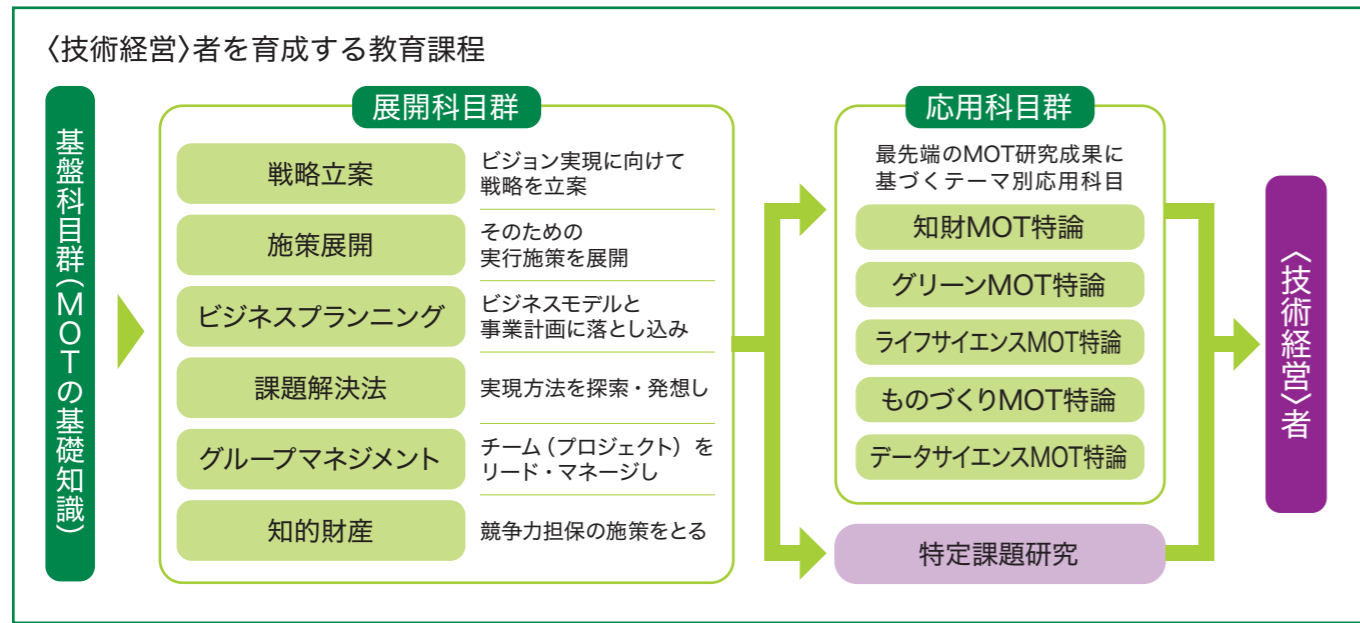 〈技術経営〉者を育成する教育課程
基盤科目群(MOTの基礎知識)
展開科目群
戦略立案
ビジョン実現に向けて
戦略を立案
施策展開
そのための
実行施策を展開
ビジネスプランニング
ビジネスモデルと
事業計画に落とし込み
課題解決法
実現方法を探索・発想し
グループマネジメント
チーム(プロジェクト)を
リード・マネージし
知的財産
競争力担保の施策をとる
応用科目群
最先端のMOT研究成果に
基づくテーマ別応用科目
知財MOT特論
グリーンMOT特論
ライフサイエンスMOT特論
ものづくりMOT特論
データサイエンスMOT特論
特定課題研究
〈技術経営〉者